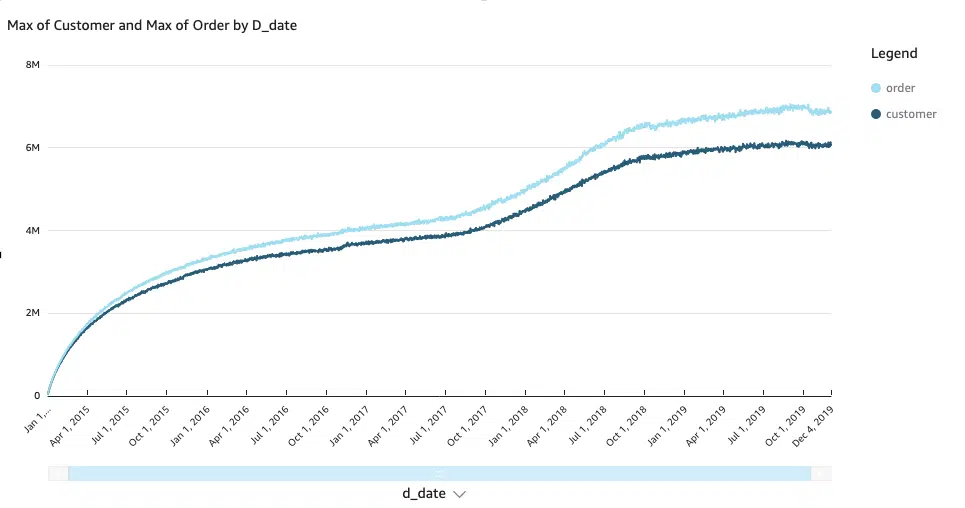 Max of Customer and Max of Order by D_date
Legend
order
customer
8M
6M
4M
2M
0
Jan 1,...
Apr 1, 2015
Jul 1, 2015
Oct 1, 2015
Jan 1, 2016
Apr 1, 2016
Jul 1, 2016
Oct 1, 2016
Jan 1, 2017
Apr 1, 2017
Jul 1, 2017
Oct 1, 2017
Jan 1, 2018
Apr 1, 2018
Jul 1, 2018
Oct 1, 2018
Jan 1, 2019
Apr 1, 2019
Jul 1, 2019
Oct 1, 2019
Dec 4, 2019
d_date